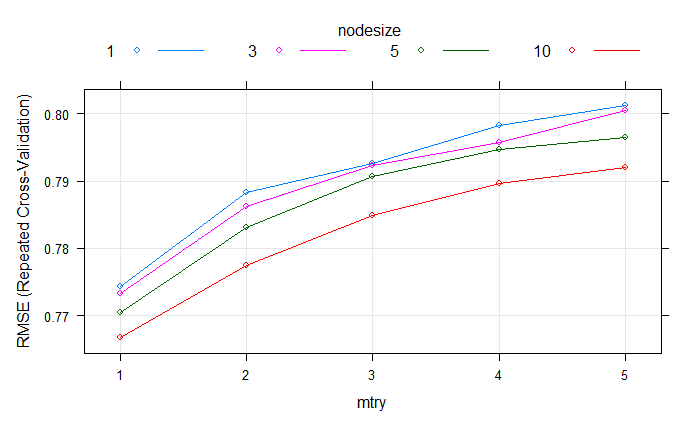 nodesize
1 3 5 10
RMSE (Repeated Cross-Validation)
0.80
0.79
0.78
0.77
1 2 3 4 5
mtry